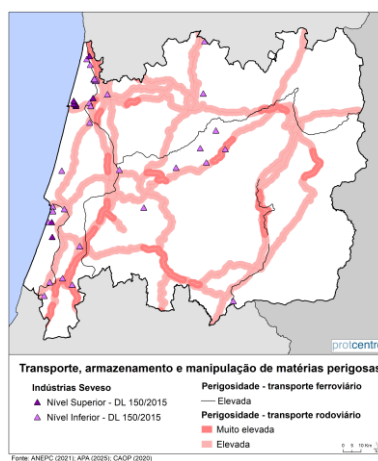 protcentro
Transporte, armazenamento e manipulação de matérias perigosas
Indústrias Seveso
Nível Superior - DL 150/2015
Nível Inferior - DL 150/2015
Perigosidade - transporte ferroviário
Elevada
Perigosidade - transporte rodoviário
Muito elevada
Elevada
0 5 10 Km
Fonte: ANEPC (2021); APA (2025); CAOP (2020)